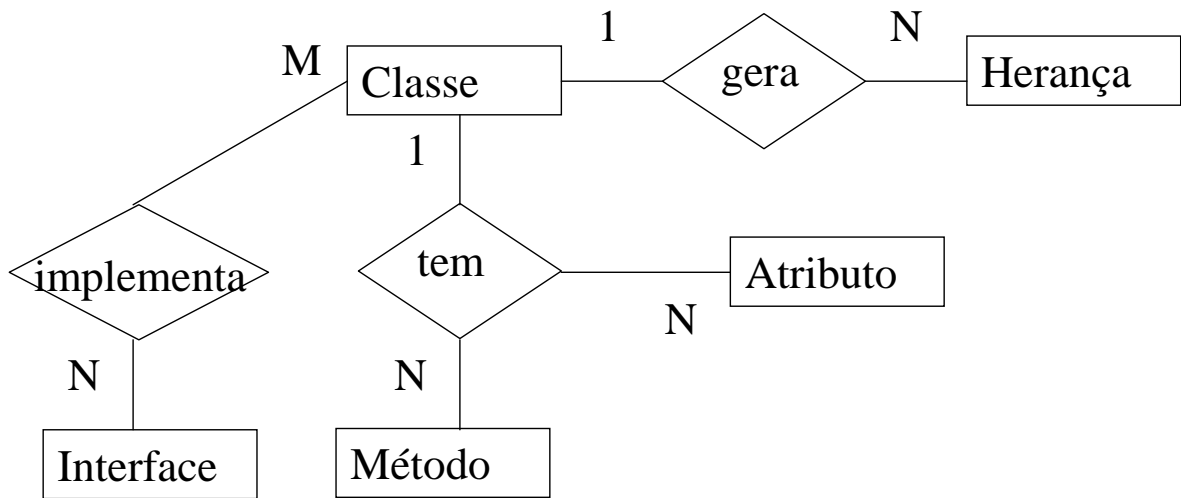 1
N
M
Classe
gera
Herança
1
implementa
tem
Atributo
N
N
N
Interface
Método